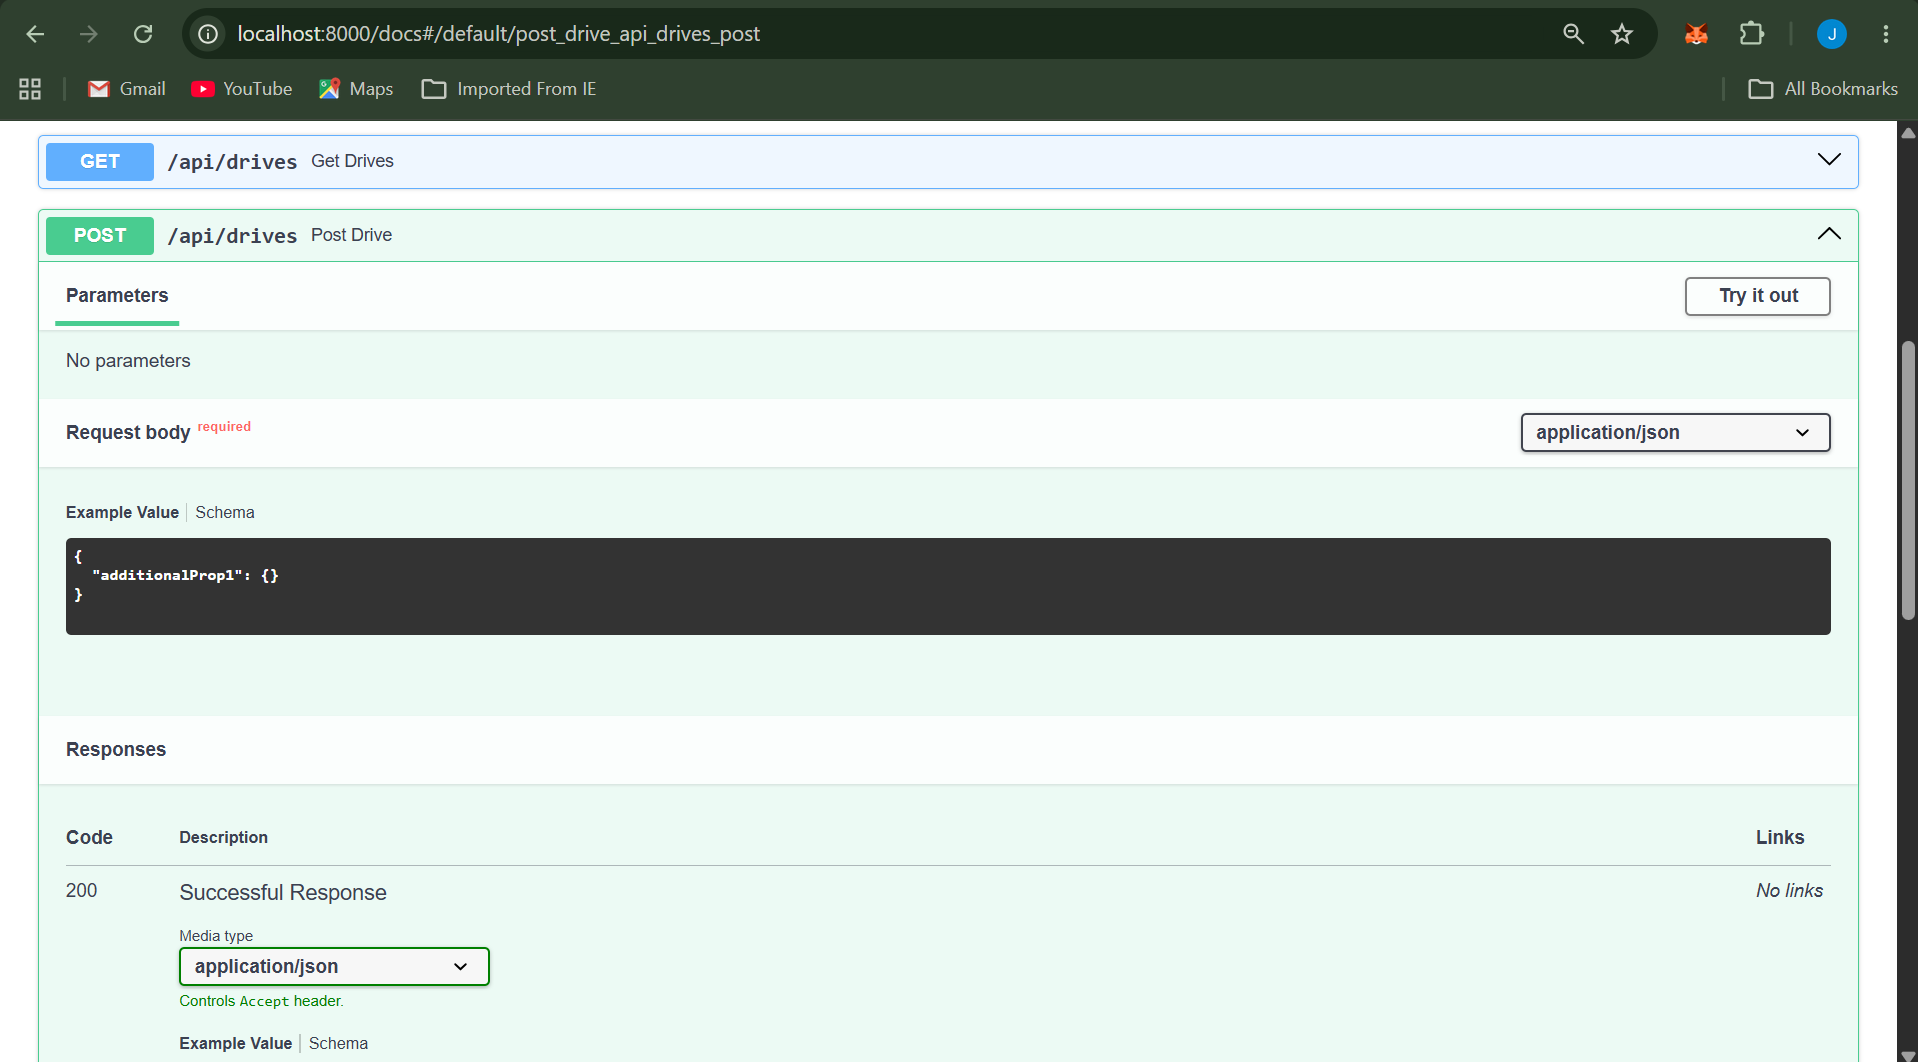 localhost:8000/docs#/default/post_drive_api_drives_post
J
Gmail
YouTube
Maps
Imported From IE
All Bookmarks
GET /api/drives Get Drives
POST /api/drives Post Drive
Parameters
Try it out
No parameters
Request body required
application/json
Example Value Schema
{
"additionalProp1": {}
}
Responses
Code Description Links
200 Successful Response No links
Media type
application/json
Controls Accept header.
Example Value Schema